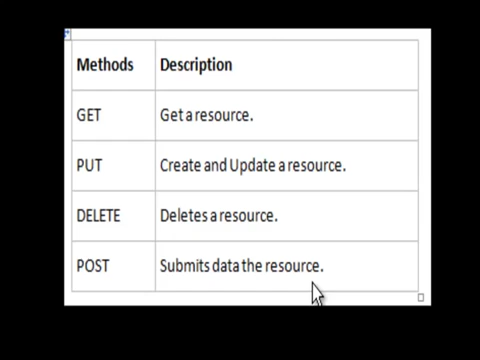 Methods Description
GET Get a resource.
PUT Create and Update a resource.
DELETE Deletes a resource.
POST Submits data the resource.